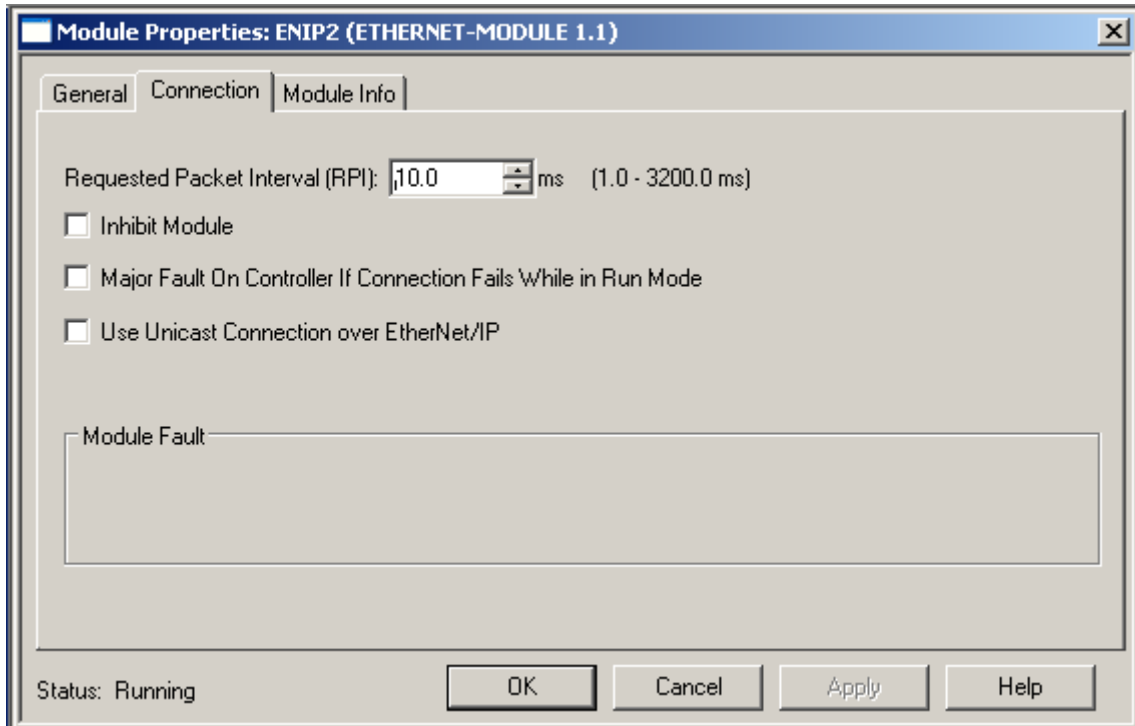 Module Properties: ENIP2 (ETHERNET-MODULE 1.1)
General Connection Module Info
Requested Packet Interval (RPI): 10.0 ms (1.0 - 3200.0 ms)
Inhibit Module
Major Fault On Controller If Connection Fails While in Run Mode
Use Unicast Connection over EtherNet/IP
Module Fault
Status: Running OK Cancel Apply Help